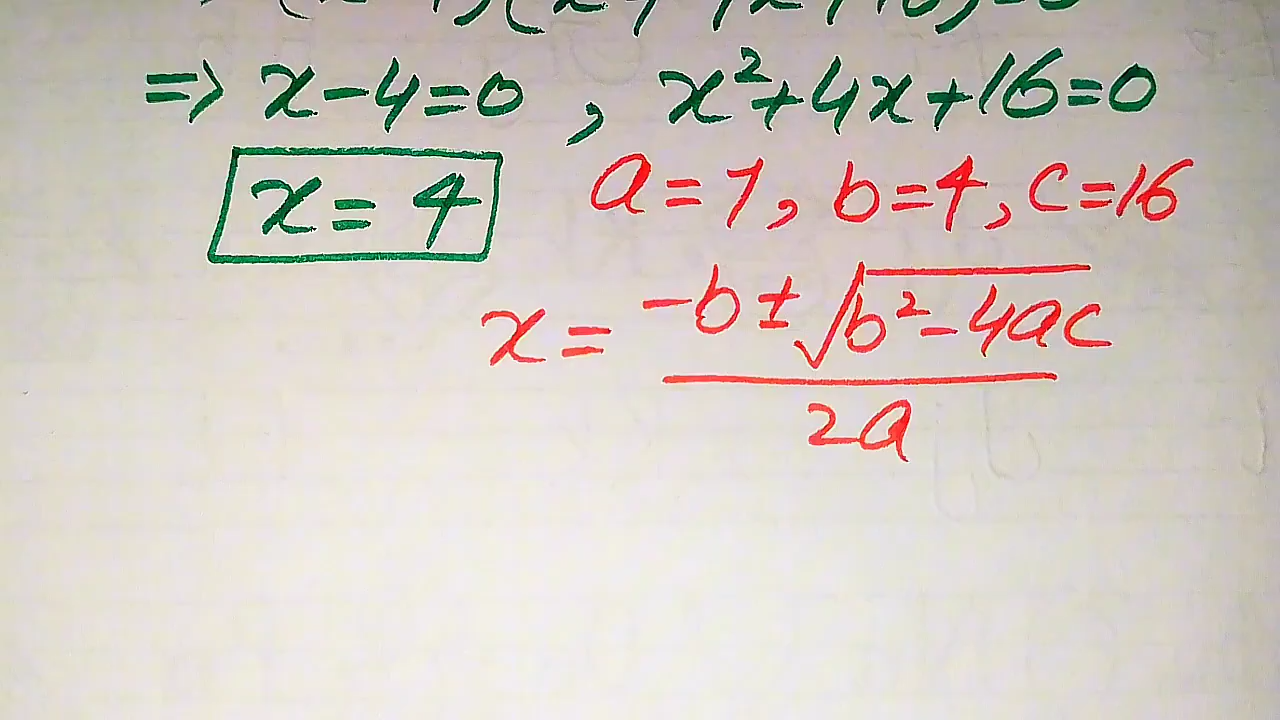 => x-4=0 , x²+4x+16=0
x = 4
a=1, b=4, c=16
x = (-b ± √(b²-4ac)) / 2a